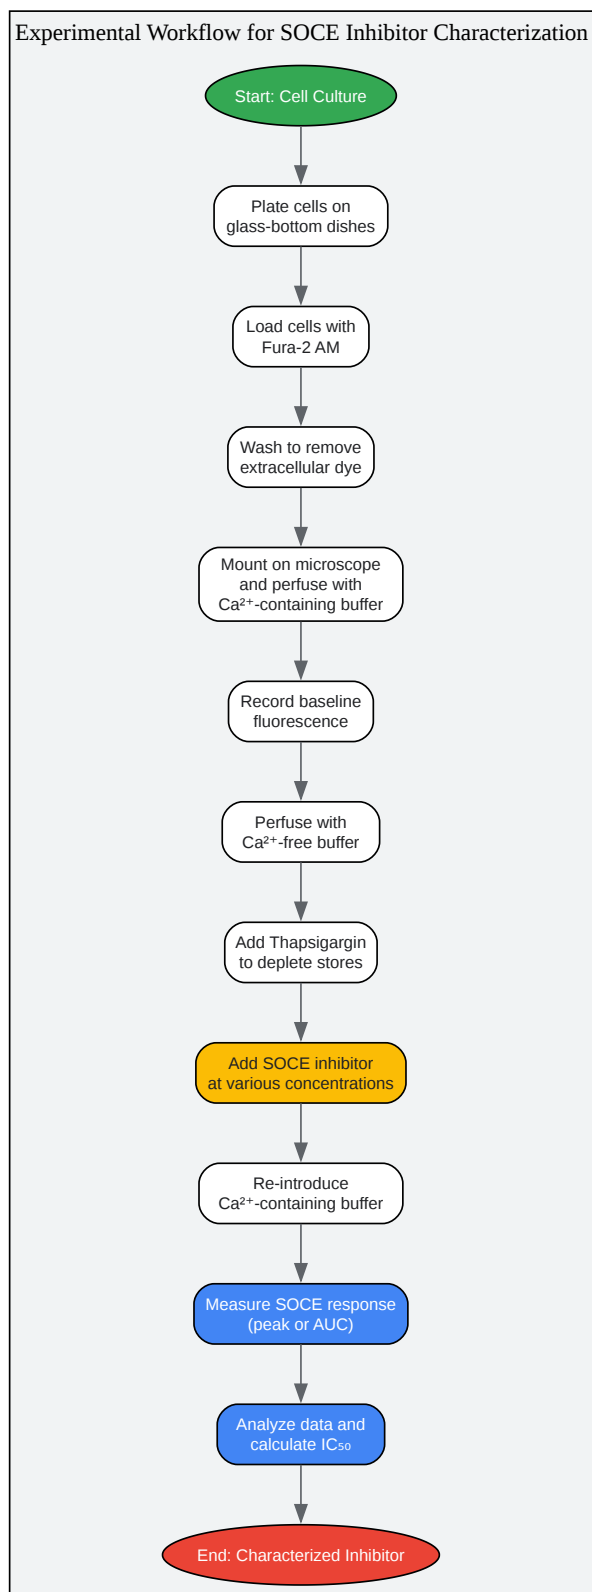 Experimental Workflow for SOCE Inhibitor Characterization
Start: Cell Culture
Plate cells on
glass-bottom dishes
Load cells with
Fura-2 AM
Wash to remove
extracellular dye
Mount on microscope
and perfuse with
Ca²⁺-containing buffer
Record baseline
fluorescence
Perfuse with
Ca²⁺-free buffer
Add Thapsigargin
to deplete stores
Add SOCE inhibitor
at various concentrations
Re-introduce
Ca²⁺-containing buffer
Measure SOCE response
(peak or AUC)
Analyze data and
calculate IC₅₀
End: Characterized Inhibitor